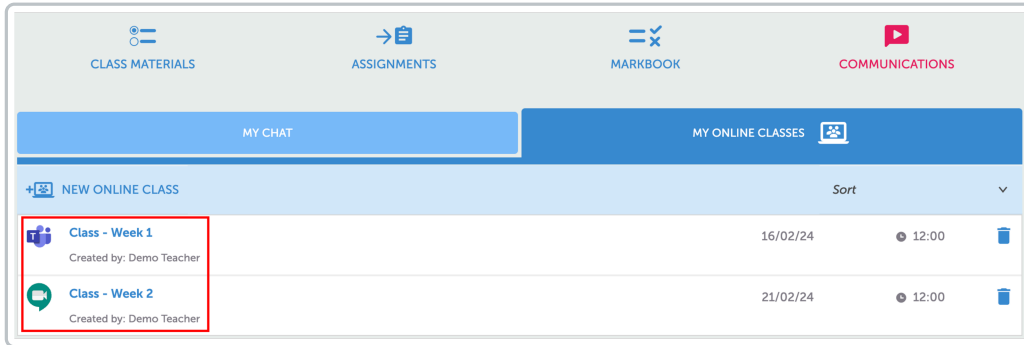 CLASS MATERIALS
ASSIGNMENTS
MARKBOOK
COMMUNICATIONS
MY CHAT
MY ONLINE CLASSES
NEW ONLINE CLASS
Sort
T
Class - Week 1
16/02/24
12:00
Created by: Demo Teacher
Class - Week 2
21/02/24
12:00
Created by: Demo Teacher